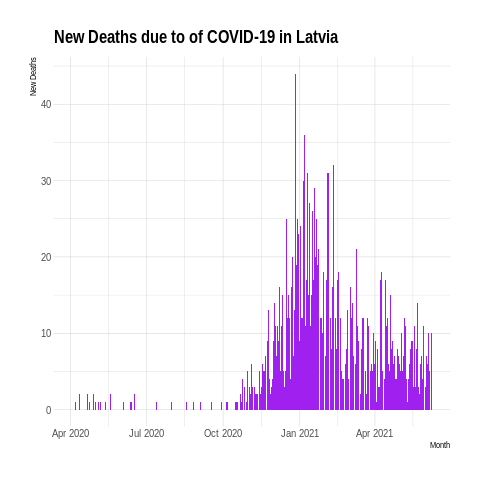 New Deaths due to of COVID-19 in Latvia
New Deaths
40
30
20
10
0
Apr 2020 Jul 2020 Oct 2020 Jan 2021 Apr 2021
Month